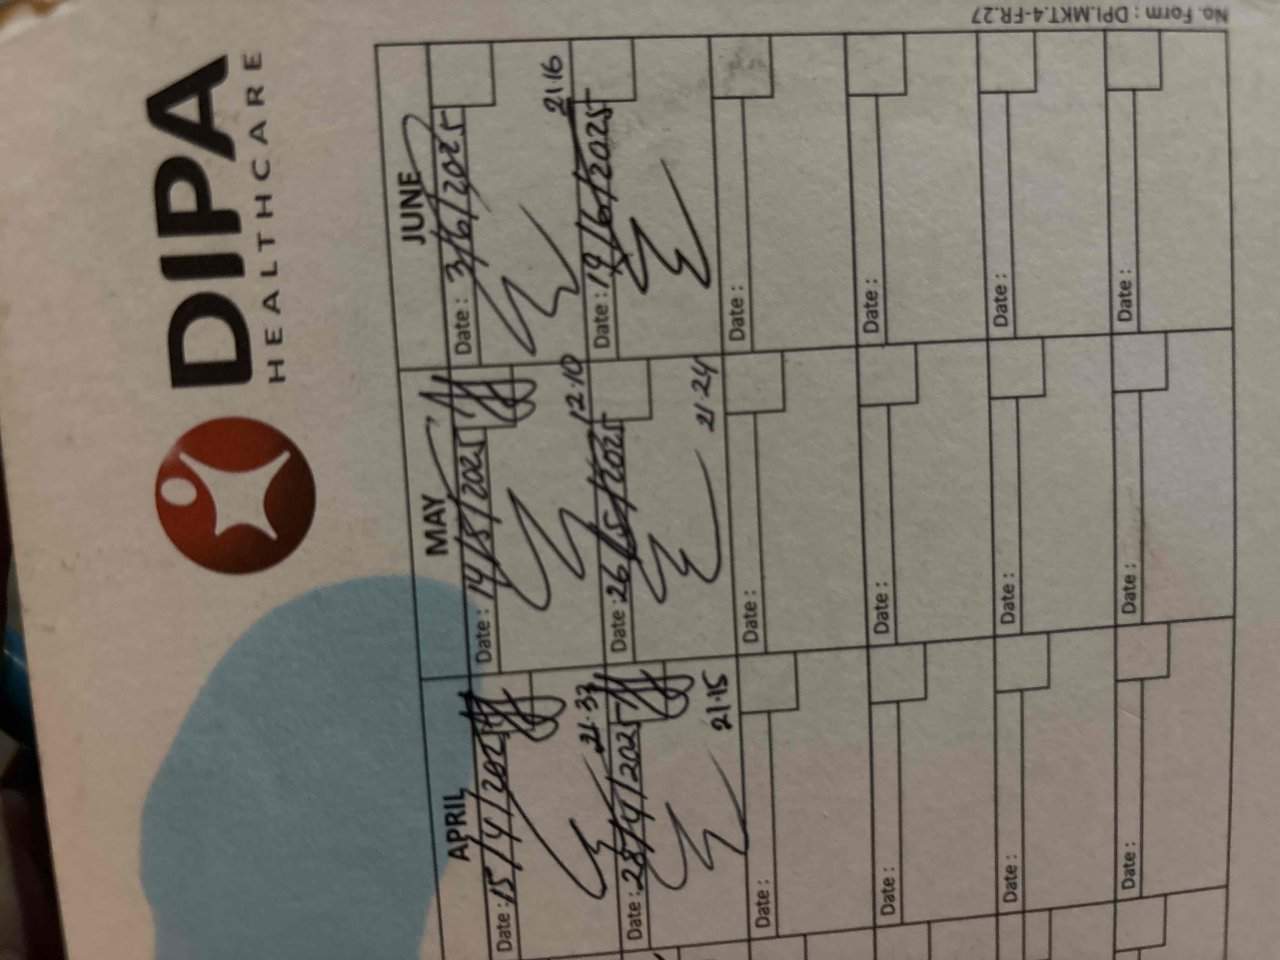 DIPA
HEALTHCARE
No. Form : DPI.MKT.4-FR.27
APRIL
MAY
JUNE
Date : 15/4/2025
Date : 14/5/2025
Date : 3/6/2025
21.37
12.10
21.16
Date : 28/4/2025
Date : 26/5/2025
Date : 19/6/2025
21.15
21.24
Date :
Date :
Date :
Date :
Date :
Date :
Date :
Date :
Date :
Date :
Date :
Date :